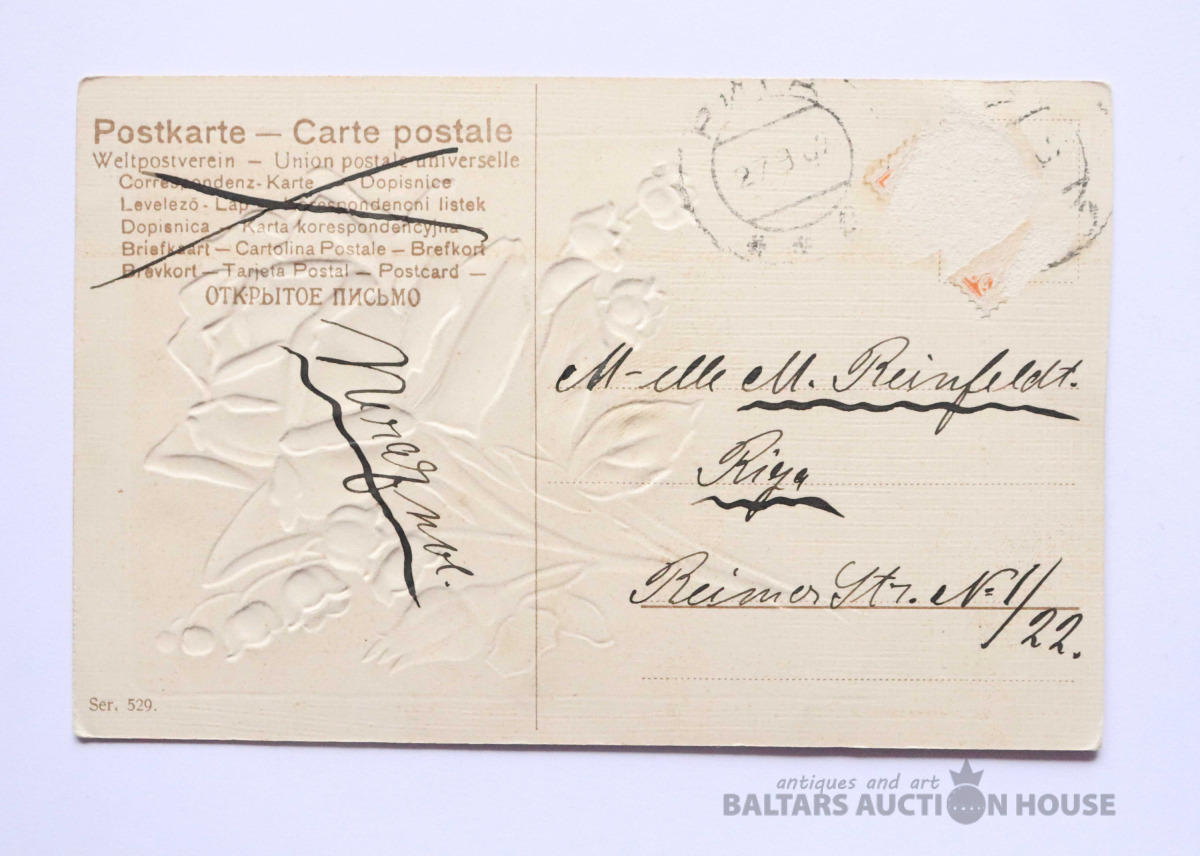 Postkarte — Carte postale
Weltpostverein — Union postale universelle
Correspondenz-Karte — Dopisnice
Levelező-Lap — Korespondenční listek
Dopisnica — Karta korespondencyjna
Briefkaart — Cartolina Postale — Brefkort
Brevkort — Tarjeta Postal — Postcard —
ОТКРЫТОЕ ПИСЬМО
M-elle M. Reinfeldt.
Riga
Reimer Str. № 1/22.
Ser. 529.
antiques and art
BALTARS AUCTION HOUSE